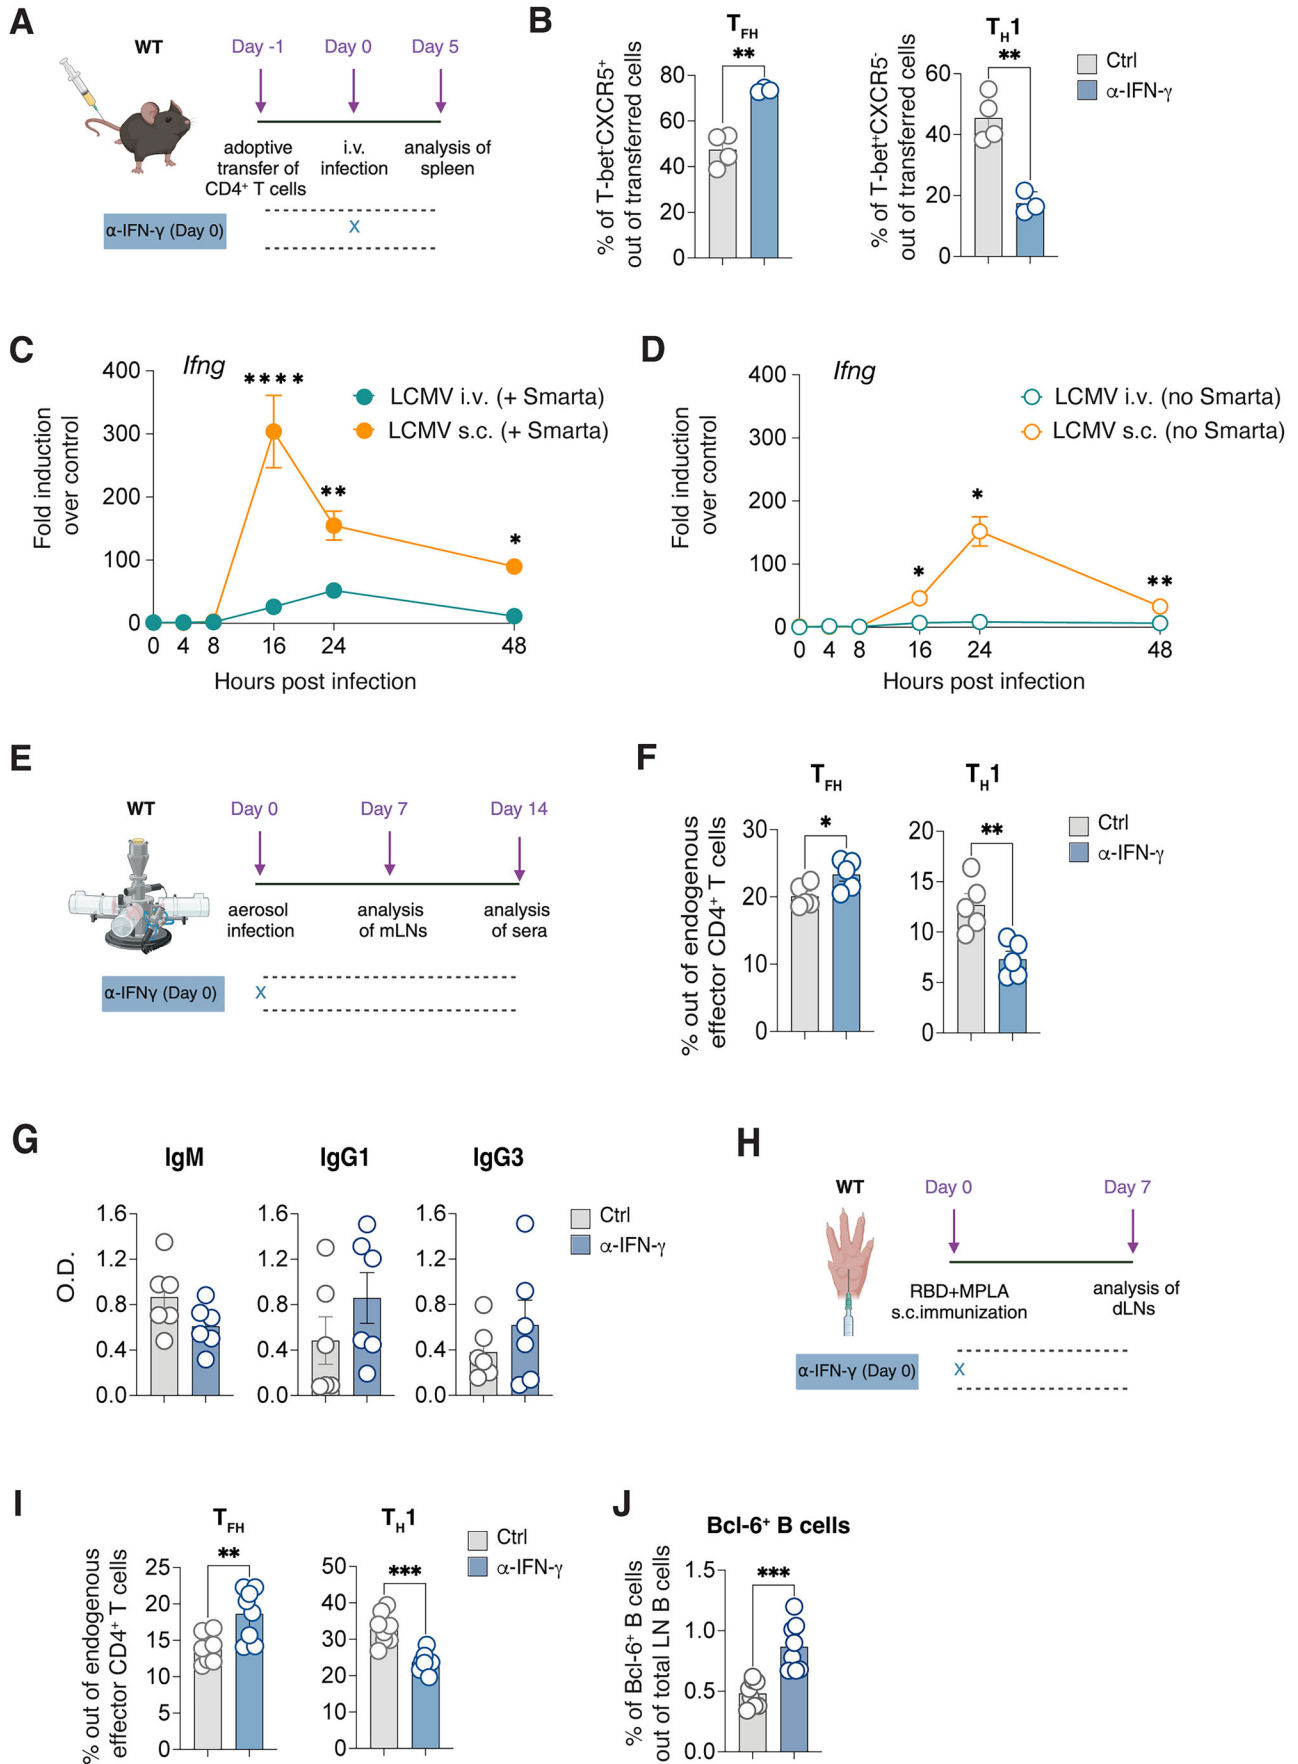 A
WT
Day -1
Day 0
Day 5
adoptive
transfer of
CD4⁺ T cells
i.v.
infection
analysis of
spleen
α-IFN-γ (Day 0)
X
B
T_FH
**
% of T-bet⁻CXCR5⁺
out of transferred cells
80
60
40
20
0
T_H1
**
% of T-bet⁺CXCR5⁻
out of transferred cells
60
40
20
0
Ctrl
α-IFN-γ
C
Ifng
Fold induction
over control
400
300
200
100
0
****
**
*
LCMV i.v. (+ Smarta)
LCMV s.c. (+ Smarta)
0 4 8 16 24 48
Hours post infection
D
Ifng
Fold induction
over control
400
300
200
100
0
*
*
**
LCMV i.v. (no Smarta)
LCMV s.c. (no Smarta)
0 4 8 16 24 48
Hours post infection
E
WT
Day 0
Day 7
Day 14
aerosol
infection
analysis
of mLNs
analysis
of sera
α-IFNγ (Day 0)
X
F
T_FH
*
% out of endogenous
effector CD4⁺ T cells
30
20
10
0
T_H1
**
20
15
10
5
0
Ctrl
α-IFN-γ
G
IgM
O.D.
1.6
1.2
0.8
0.4
0.0
IgG1
1.6
1.2
0.8
0.4
0.0
IgG3
1.6
1.2
0.8
0.4
0.0
Ctrl
α-IFN-γ
H
WT
Day 0
Day 7
RBD+MPLA
s.c.immunization
analysis of
dLNs
α-IFN-γ (Day 0)
X
I
T_FH
**
% out of endogenous
effector CD4⁺ T cells
25
20
15
10
5
0
T_H1
***
50
40
30
20
10
0
Ctrl
α-IFN-γ
J
Bcl-6⁺ B cells
***
% of Bcl-6⁺ B cells
out of total LN B cells
1.5
1.0
0.5
0.0